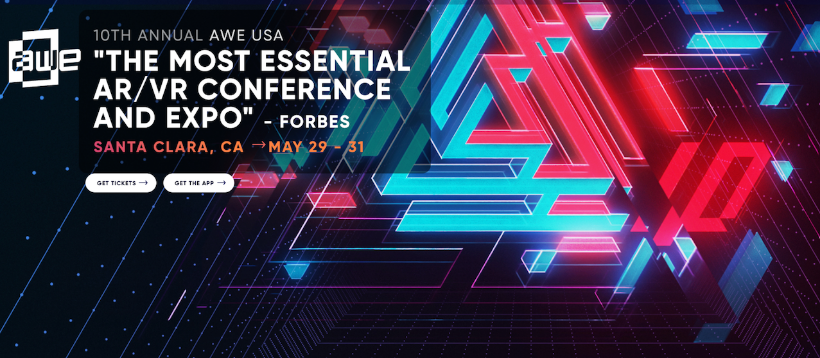 awe
10TH ANNUAL AWE USA
"THE MOST ESSENTIAL
AR/VR CONFERENCE
AND EXPO" - FORBES
SANTA CLARA, CA → MAY 29 - 31
GET TICKETS →
GET THE APP →
10